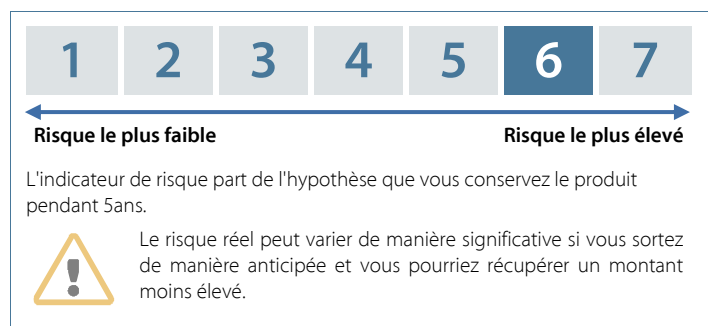 1 2 3 4 5 6 7
Risque le plus faible Risque le plus élevé
L'indicateur de risque part de l'hypothèse que vous conservez le produit
pendant 5ans.
Le risque réel peut varier de manière significative si vous sortez
de manière anticipée et vous pourriez récupérer un montant
moins élevé.